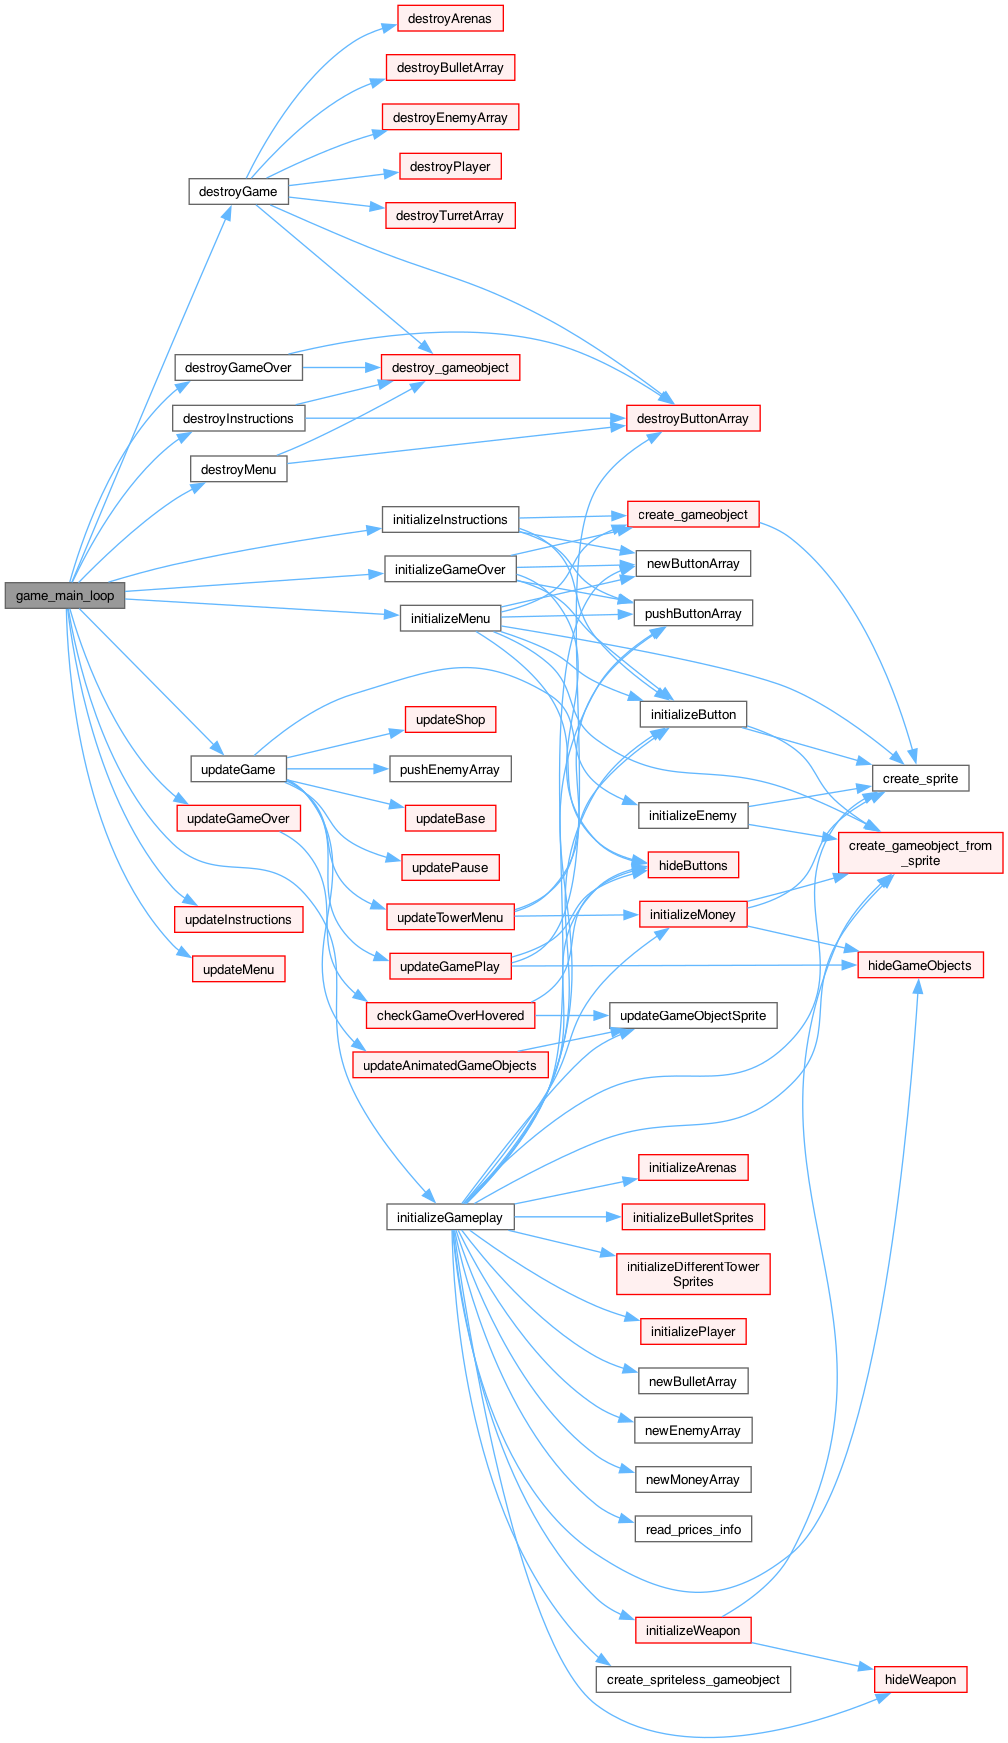 destroyArenas
destroyBulletArray
destroyEnemyArray
destroyPlayer
destroyGame
destroyTurretArray
destroyGameOver
destroy_gameobject
destroyInstructions
destroyButtonArray
destroyMenu
initializeInstructions
create_gameobject
initializeGameOver
newButtonArray
game_main_loop
initializeMenu
pushButtonArray
updateShop
initializeButton
updateGame
pushEnemyArray
create_sprite
updateGameOver
updateBase
initializeEnemy
create_gameobject_from
_sprite
updatePause
hideButtons
updateInstructions
updateTowerMenu
initializeMoney
updateMenu
updateGamePlay
hideGameObjects
checkGameOverHovered
updateGameObjectSprite
updateAnimatedGameObjects
initializeArenas
initializeGameplay
initializeBulletSprites
initializeDifferentTower
Sprites
initializePlayer
newBulletArray
newEnemyArray
newMoneyArray
read_prices_info
initializeWeapon
create_spriteless_gameobject
hideWeapon